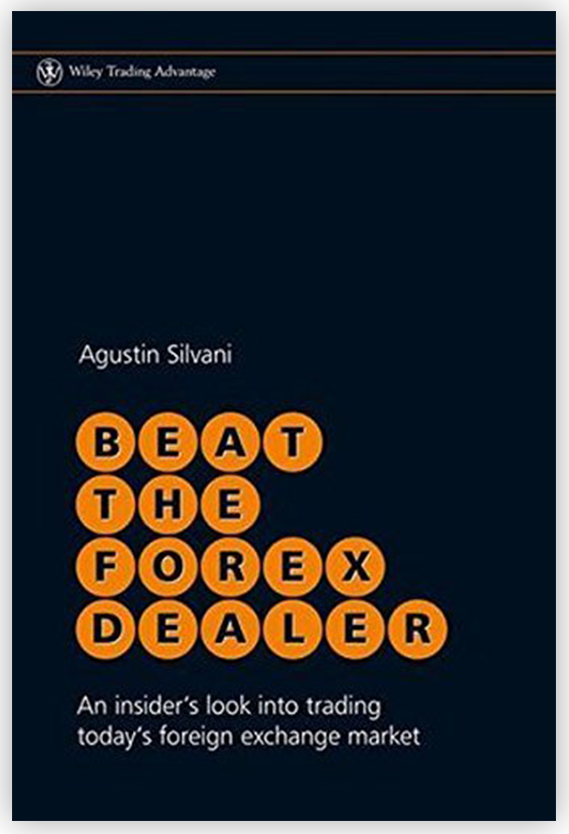 Wiley Trading Advantage
Agustin Silvani
BEAT
THE
FOREX
DEALER
An insider's look into trading
today's foreign exchange market